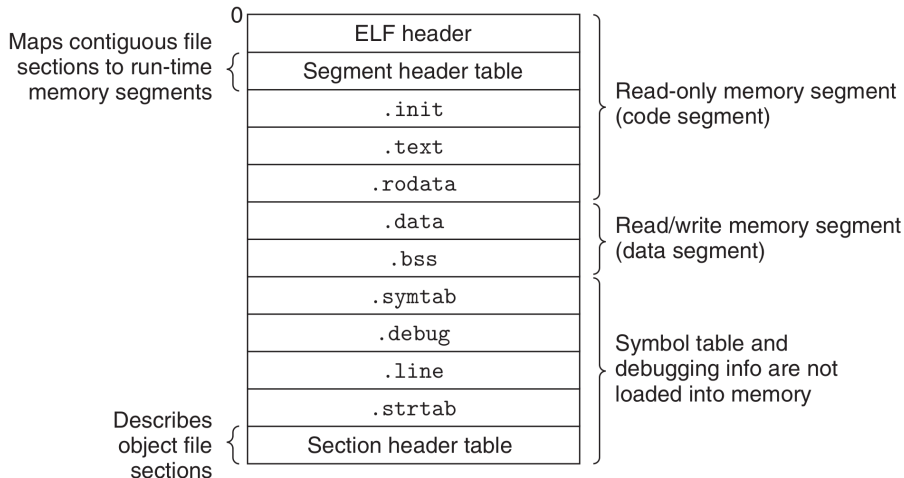 0
ELF header
Maps contiguous file
sections to run-time
memory segments
Segment header table
.init
.text
.rodata
Read-only memory segment
(code segment)
.data
.bss
Read/write memory segment
(data segment)
.symtab
.debug
.line
.strtab
Symbol table and
debugging info are not
loaded into memory
Describes
object file
sections
Section header table